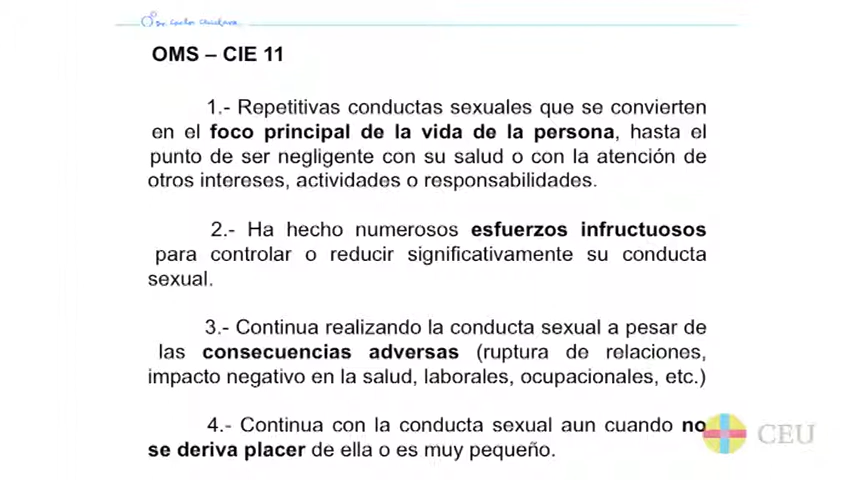 Dr. Carlos Chiclana
OMS – CIE 11
1.- Repetitivas conductas sexuales que se convierten
en el foco principal de la vida de la persona, hasta el
punto de ser negligente con su salud o con la atención de
otros intereses, actividades o responsabilidades.
2.- Ha hecho numerosos esfuerzos infructuosos
para controlar o reducir significativamente su conducta
sexual.
3.- Continua realizando la conducta sexual a pesar de
las consecuencias adversas (ruptura de relaciones,
impacto negativo en la salud, laborales, ocupacionales, etc.)
4.- Continua con la conducta sexual aun cuando no
se deriva placer de ella o es muy pequeño.
CEU